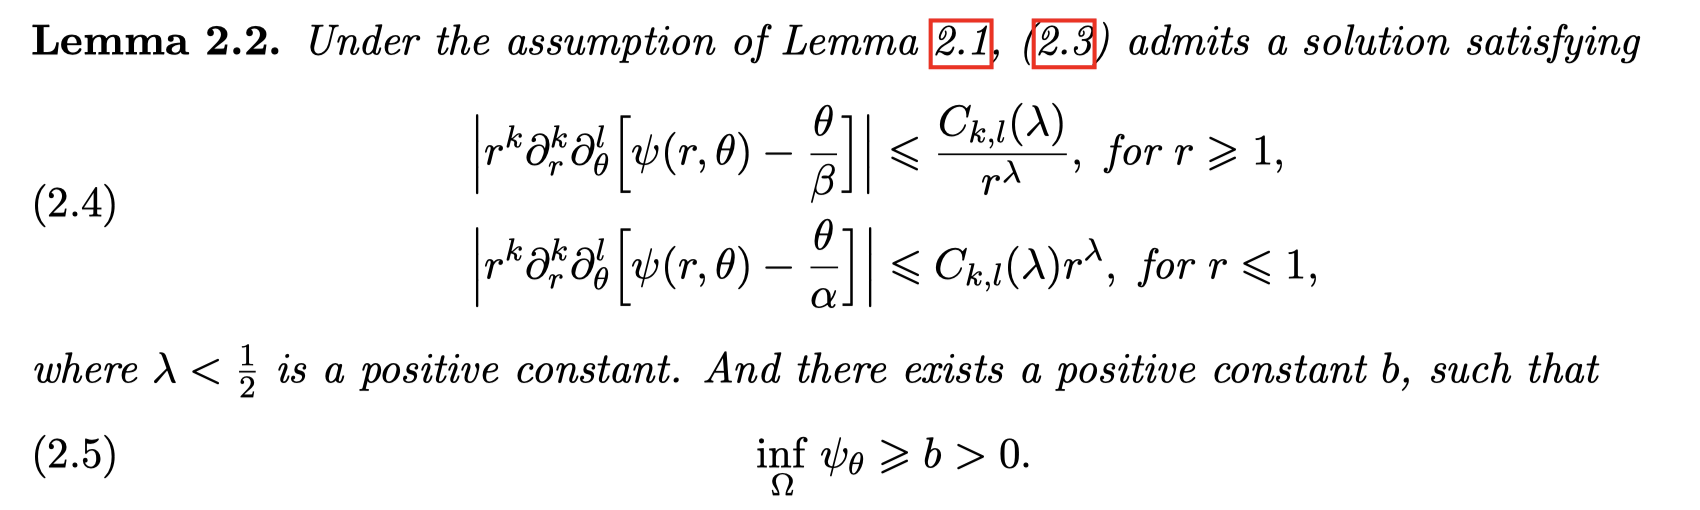 Lemma 2.2. Under the assumption of Lemma 2.1, (2.3) admits a solution satisfying
|r^k ∂_r^k ∂_θ^l [ψ(r, θ) − θ/β]| ⩽ C_{k,l}(λ)/r^λ, for r ⩾ 1,
(2.4)
|r^k ∂_r^k ∂_θ^l [ψ(r, θ) − θ/α]| ⩽ C_{k,l}(λ)r^λ, for r ⩽ 1,
where λ < 1/2 is a positive constant. And there exists a positive constant b, such that
(2.5) inf_Ω ψ_θ ⩾ b > 0.